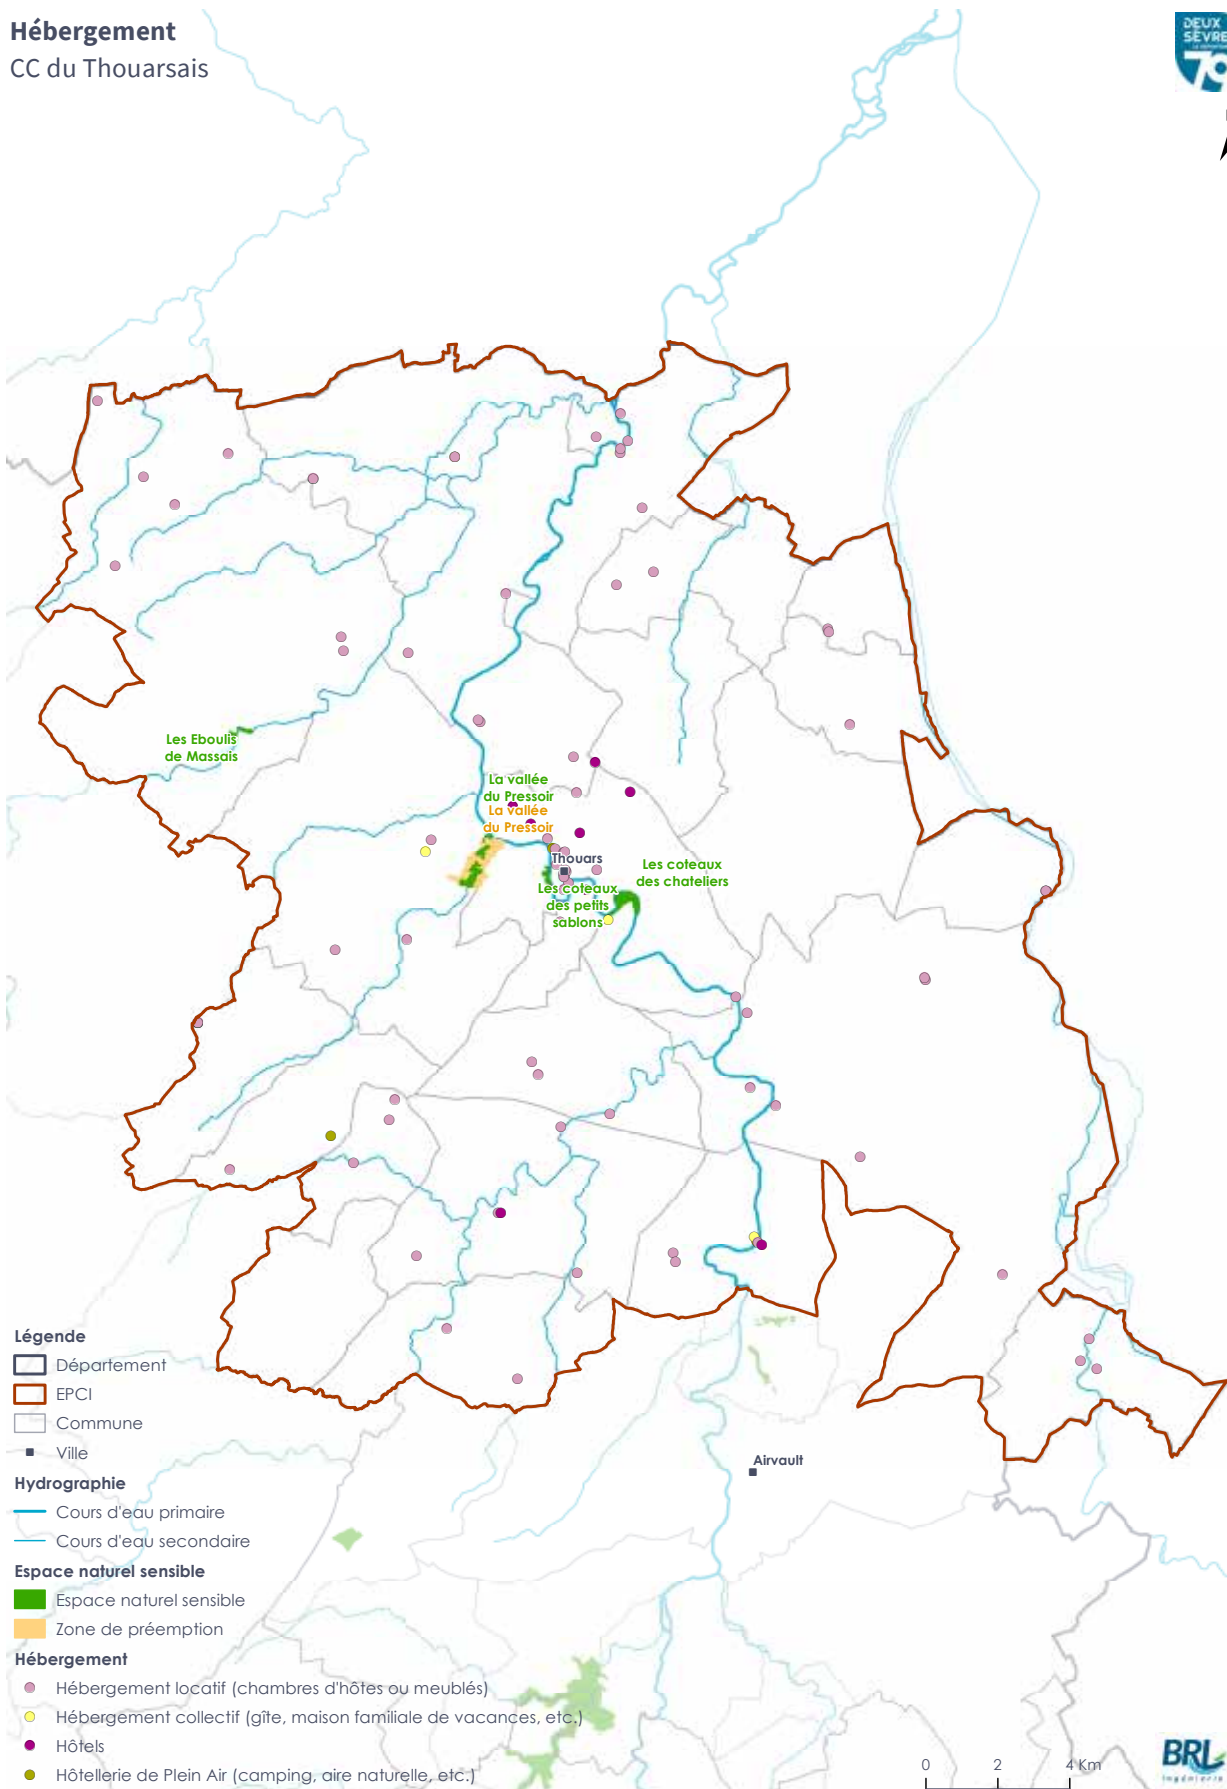 Hébergement
CC du Thouarsais
DEUX
SÈVRE
79
Les Eboulis
de Massais
La vallée
du Pressoir
La vallée
du Pressoir
Thouars
Les coteaux
des chateliers
Les coteaux
des petits
sablons
Airvault
Légende
Département
EPCI
Commune
Ville
Hydrographie
Cours d'eau primaire
Cours d'eau secondaire
Espace naturel sensible
Espace naturel sensible
Zone de préemption
Hébergement
Hébergement locatif (chambres d'hôtes ou meublés)
Hébergement collectif (gîte, maison familiale de vacances, etc.)
Hôtels
Hôtellerie de Plein Air (camping, aire naturelle, etc.)
0 2 4 Km
BRL
Ingénierie